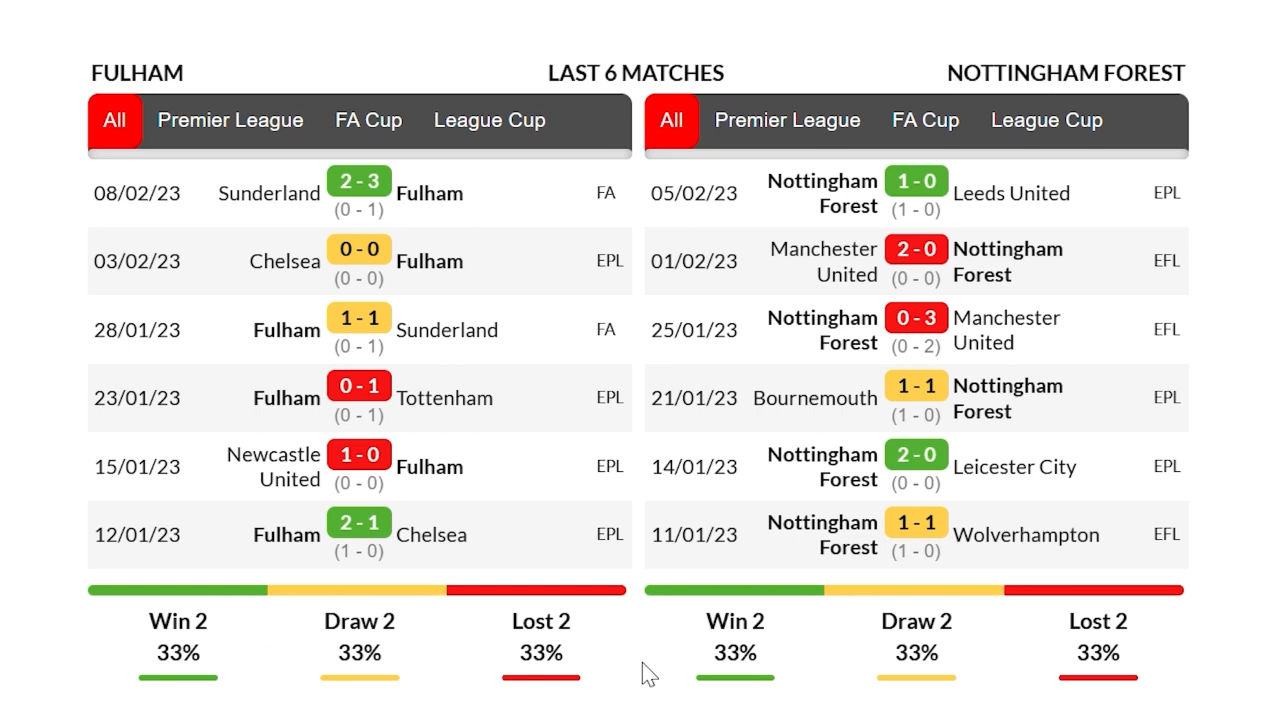 FULHAM LAST 6 MATCHES NOTTINGHAM FOREST
All Premier League FA Cup League Cup
08/02/23 Sunderland 2 - 3 Fulham FA
(0 - 1)
03/02/23 Chelsea 0 - 0 Fulham EPL
(0 - 0)
28/01/23 Fulham 1 - 1 Sunderland FA
(0 - 1)
23/01/23 Fulham 0 - 1 Tottenham EPL
(0 - 1)
15/01/23 Newcastle United 1 - 0 Fulham EPL
(0 - 0)
12/01/23 Fulham 2 - 1 Chelsea EPL
(1 - 0)
Win 2 Draw 2 Lost 2
33% 33% 33%
All Premier League FA Cup League Cup
05/02/23 Nottingham Forest 1 - 0 Leeds United EPL
(1 - 0)
01/02/23 Manchester United 2 - 0 Nottingham Forest EFL
(0 - 0)
25/01/23 Nottingham Forest 0 - 3 Manchester United EFL
(0 - 2)
21/01/23 Bournemouth 1 - 1 Nottingham Forest EPL
(1 - 0)
14/01/23 Nottingham Forest 2 - 0 Leicester City EPL
(0 - 0)
11/01/23 Nottingham Forest 1 - 1 Wolverhampton EFL
(1 - 0)
Win 2 Draw 2 Lost 2
33% 33% 33%